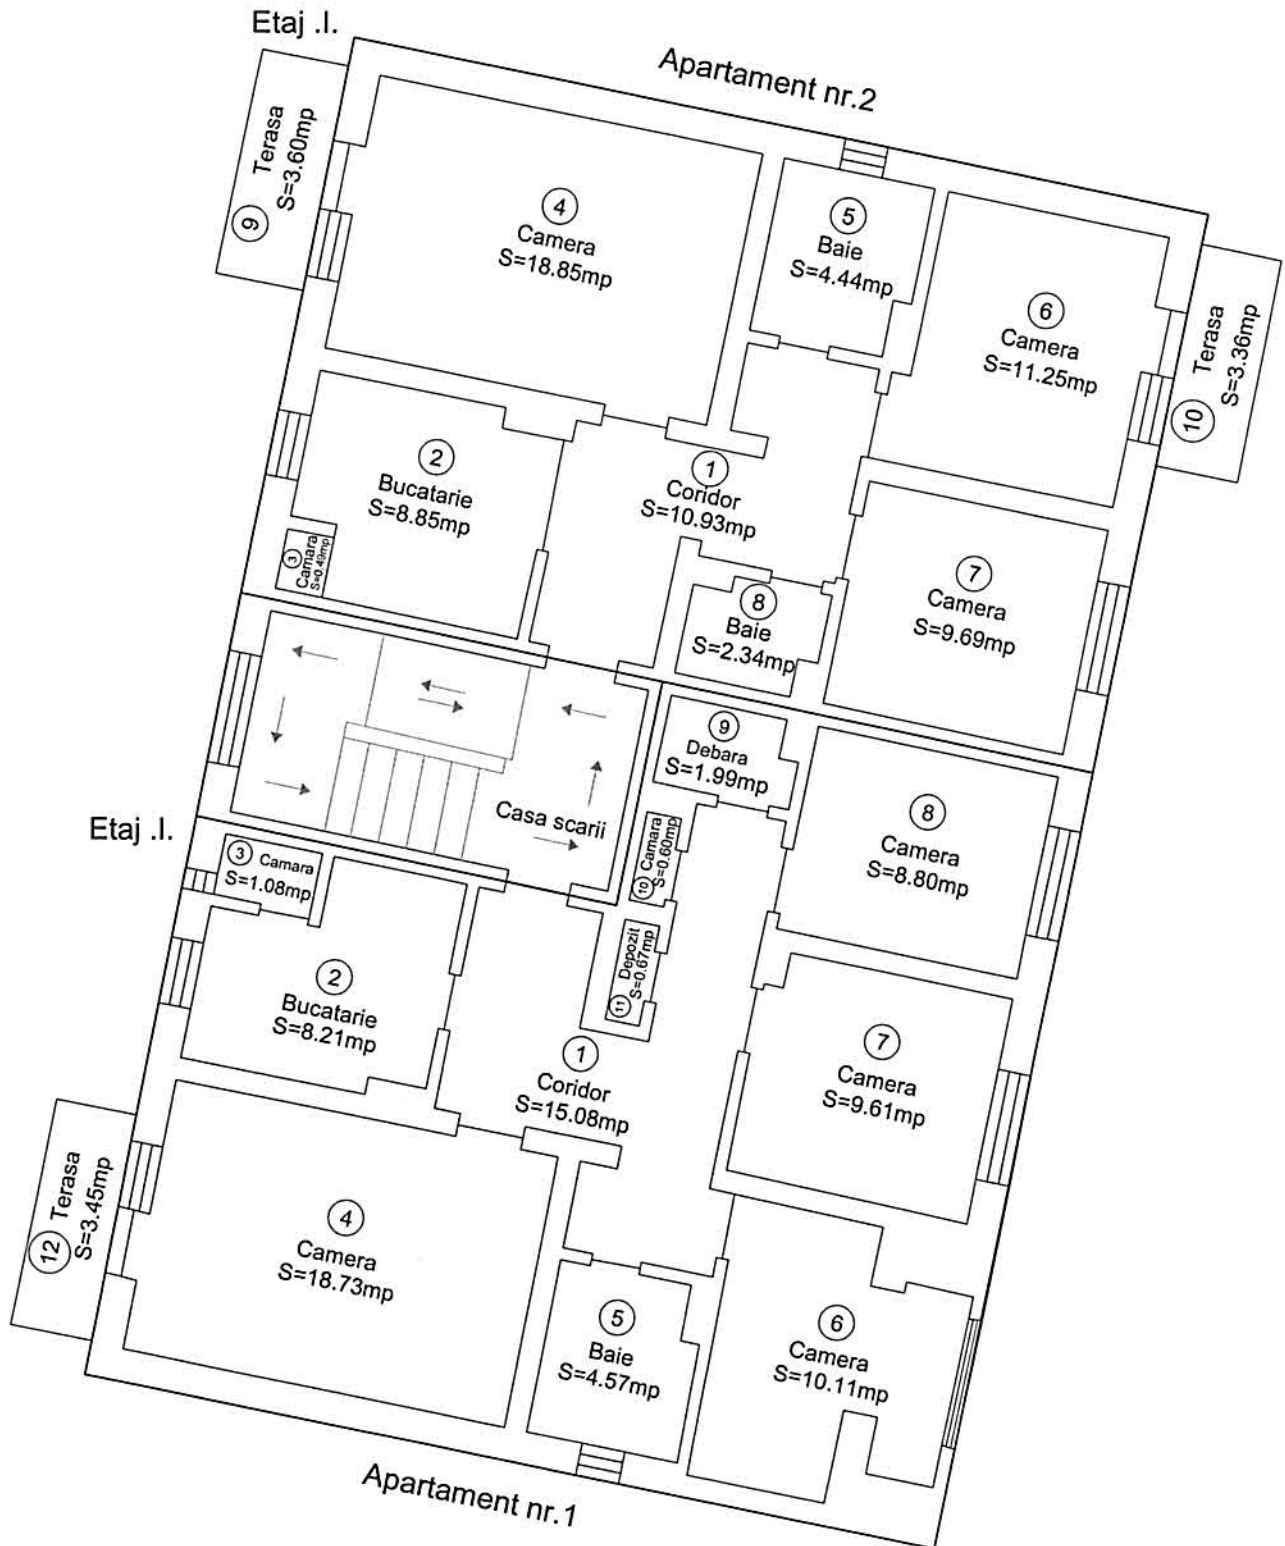 Etaj .I.
Apartament nr.2
Terasa
S=3.60mp
9
4
Camera
S=18.85mp
5
Baie
S=4.44mp
6
Camera
S=11.25mp
Terasa
S=3.36mp
10
2
Bucatarie
S=8.85mp
1
Coridor
S=10.93mp
3
Camara
S=0.49mp
7
Camera
S=9.69mp
8
Baie
S=2.34mp
Casa scarii
9
Debara
S=1.99mp
Etaj .I.
3 Camara
S=1.08mp
10 Camara
S=0.60mp
8
Camera
S=8.80mp
Depozit
S=0.67mp
11
2
Bucatarie
S=8.21mp
1
Coridor
S=15.08mp
7
Camera
S=9.61mp
12 Terasa
S=3.45mp
4
Camera
S=18.73mp
5
Baie
S=4.57mp
6
Camera
S=10.11mp
Apartament nr.1